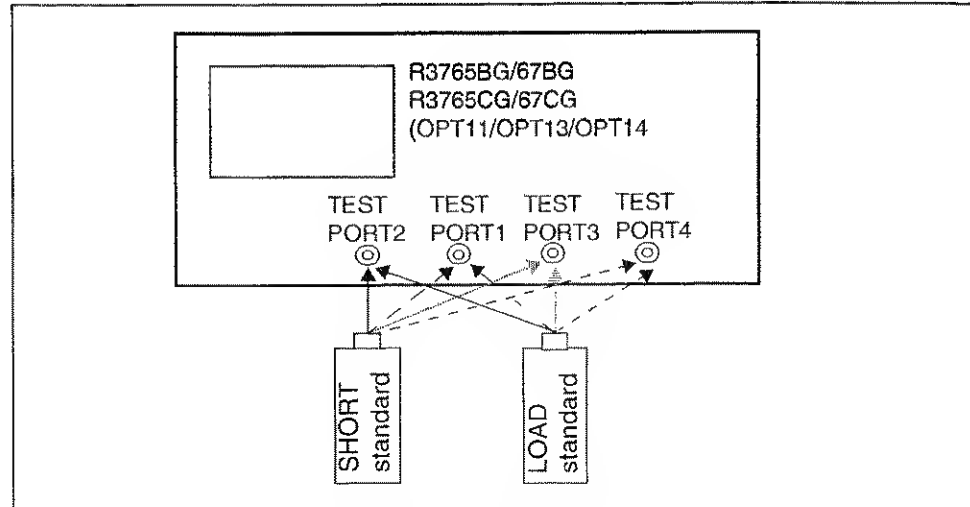 R3765BG/67BG
R3765CG/67CG
(OPT11/OPT13/OPT14
TEST TEST TEST TEST
PORT2 PORT1 PORT3 PORT4
SHORT
standard
LOAD
standard